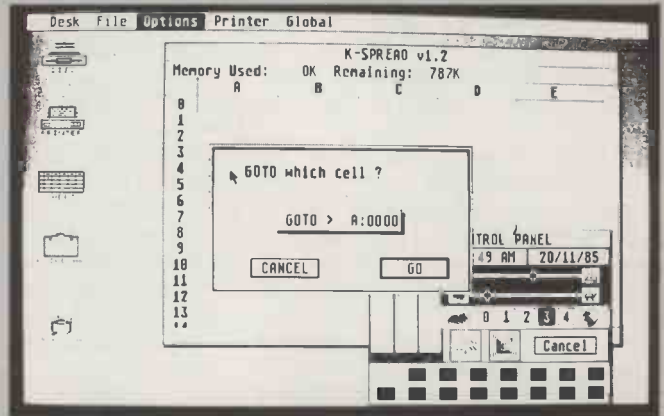 Desk File Options Printer Global
K-SPREAD v1.2
Memory Used: 0K Remaining: 787K
A B C D E
0
1
2
3
4
5
6
7
8
9
10
11
12
13
PRINTER
GOTO which cell ?
GOTO > A:0000
CANCEL GO
TROL PANEL
49 AM 20/11/85
0 1 2 3 4
Cancel